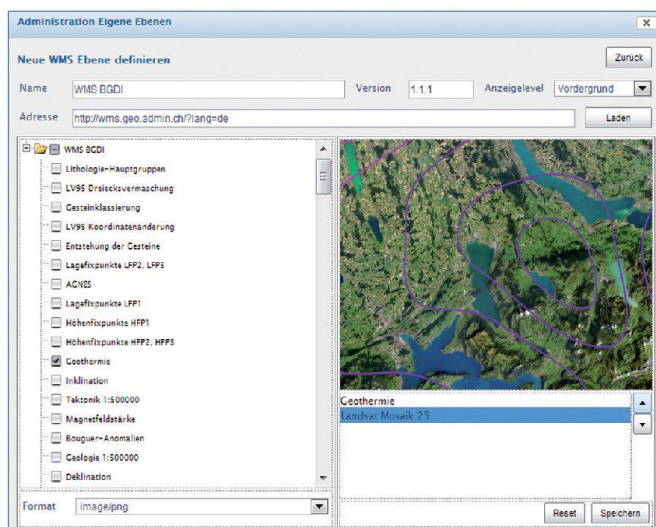 Administration Eigene Ebenen
Neue WMS Ebene definieren
Zurück
Name
WMS BGDI
Version
1.1.1
Anzeigelevel
Vordergrund
Adresse
http://wms.geo.admin.ch/?lang=de
Laden
WMS BGDI
Lithologie-Hauptgruppen
LV95 Dreiecksvermaschung
Gesteinklassierung
LV95 Koordinatenänderung
Entstehung der Gesteine
Lagefixpunkte LFP2, LFP3
AGNES
Lagefixpunkte LFP1
Höhenfixpunkte HFP1
Höhenfixpunkte HFP2, HFP3
Geothermie
Inklination
Tektonik 1:500000
Magnetfeldstärke
Bouguer-Anomalien
Geologie 1:500000
Deklination
Geothermie
Landsat Mosaik 25
Format
image/png
Reset
Speichern